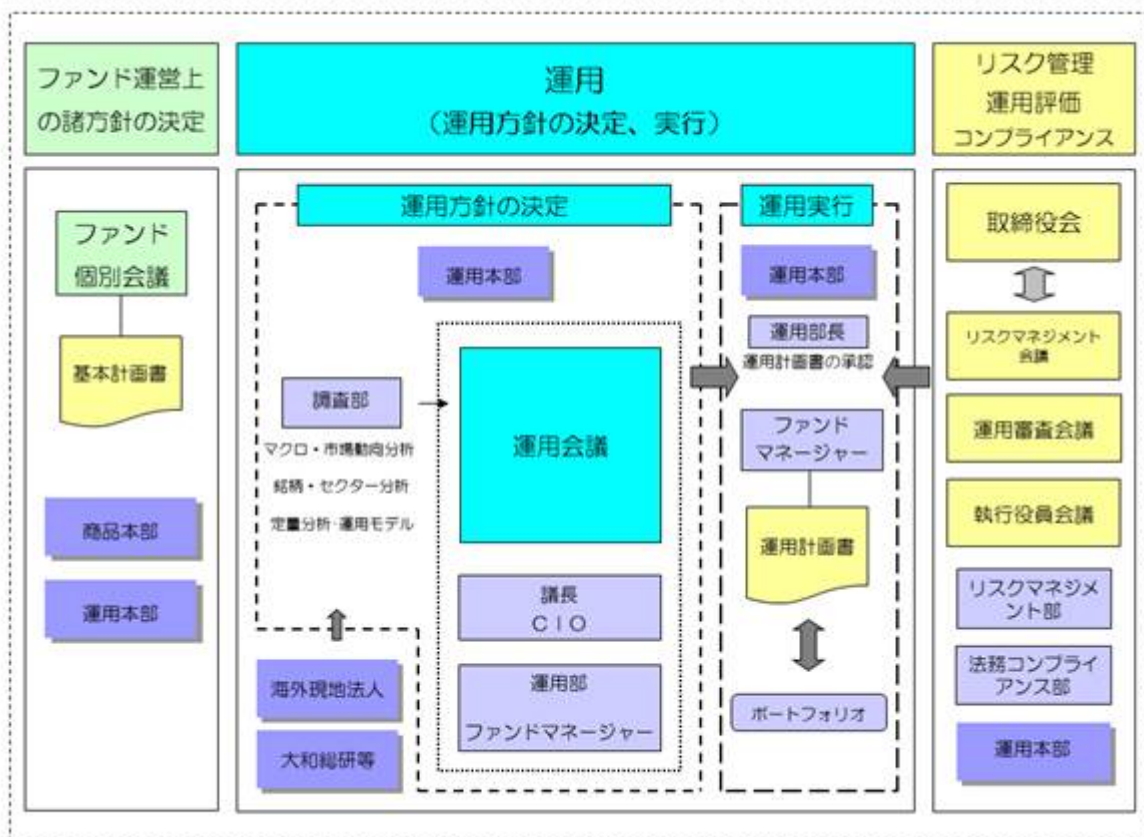 ファンド運営上
の諸方針の決定
運用
(運用方針の決定、実行)
リスク管理
運用評価
コンプライアンス
ファンド
個別会議
基本計画書
商品本部
運用本部
運用方針の決定
運用本部
調査部
マクロ・市場動向分析
銘柄・セクター分析
定量分析・運用モデル
運用会議
議長
CIO
運用部
ファンドマネージャー
海外現地法人
大和総研等
運用実行
運用本部
運用部長
運用計画書の承認
ファンド
マネージャー
運用計画書
ポートフォリオ
取締役会
リスクマネジメント
会議
運用審査会議
執行役員会議
リスクマネジメ
ント部
法務コンプライ
アンス部
運用本部